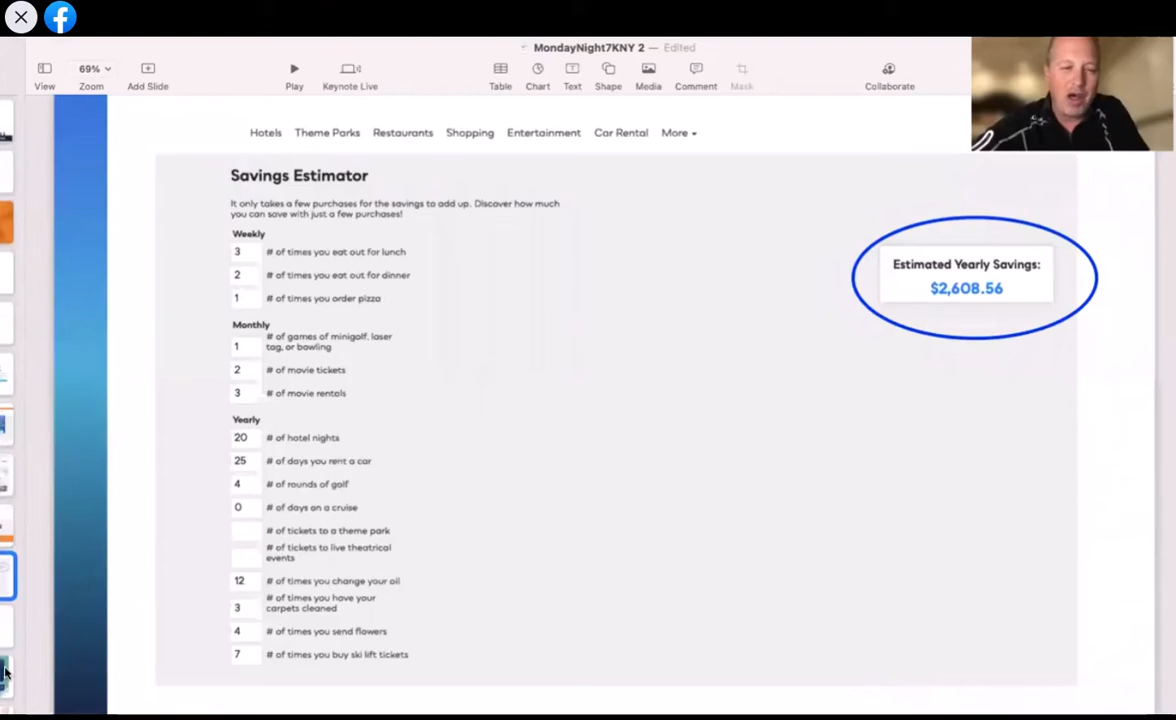 MondayNight7KNY 2 — Edited
69%
View
Zoom
Add Slide
Play
Keynote Live
Table
Chart
Text
Shape
Media
Comment
Mask
Collaborate
Hotels Theme Parks Restaurants Shopping Entertainment Car Rental More
Savings Estimator
It only takes a few purchases for the savings to add up. Discover how much
you can save with just a few purchases!
Weekly
3 # of times you eat out for lunch
2 # of times you eat out for dinner
1 # of times you order pizza
Monthly
1 # of games of minigolf, laser
tag, or bowling
2 # of movie tickets
3 # of movie rentals
Yearly
20 # of hotel nights
25 # of days you rent a car
4 # of rounds of golf
0 # of days on a cruise
# of tickets to a theme park
# of tickets to live theatrical
events
12 # of times you change your oil
3 # of times you have your
carpets cleaned
4 # of times you send flowers
7 # of times you buy ski lift tickets
Estimated Yearly Savings:
$2,608.56